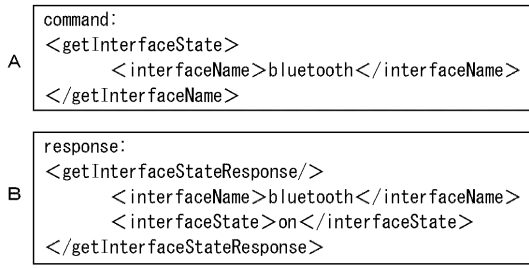 A
command:
<getInterfaceState>
<interfaceName>bluetooth</interfaceName>
</getInterfaceName>
B
response:
<getInterfaceStateResponse/>
<interfaceName>bluetooth</interfaceName>
<interfaceState>on</interfaceState>
</getInterfaceStateResponse>